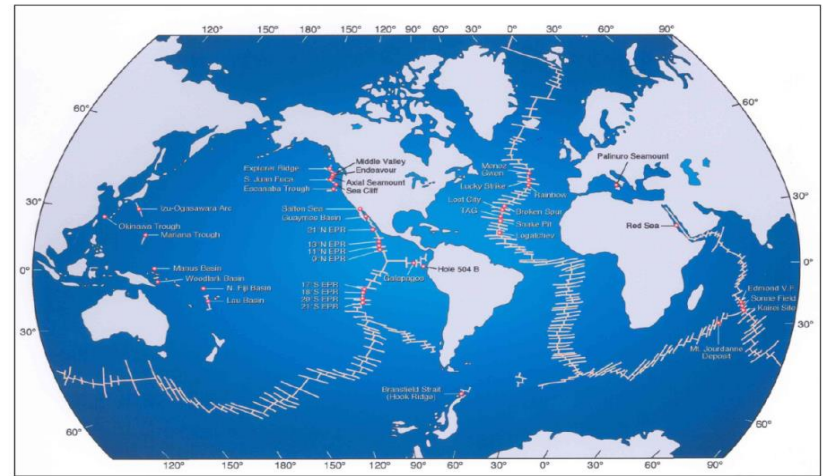 120° 150° 180° 150° 120° 90° 60° 30° 0° 30° 60° 90°
60°
30°
0°
30°
60°
60°
30°
0°
30°
60°
Explorer Ridge
S. Juan Fuca
Escanaba Trough
Middle Valley
Endeavour
Axial Seamount
Sea Cliff
Salton Sea
Guaymas Basin
21° N EPR
13° N EPR
11° N EPR
9° N EPR
Galapagos
Hole 504 B
17° S EPR
18° S EPR
20° S EPR
21° S EPR
Izu-Ogasawara Arc
Okinawa Trough
Mariana Trough
Manus Basin
Woodlark Basin
N. Fiji Basin
Lau Basin
Menez
Gwen
Lucky Strike
Rainbow
Lost City
TAG
Broken Spur
Snake Pit
Logatchev
Palinuro Seamount
Red Sea
Edmond V.F.
Sonne Field
Kairei Site
Mt. Jourdanne
Deposit
Bransfield Strait
(Hook Ridge)
120° 150° 180° 150° 120° 90° 60° 30° 0° 30° 60° 90°